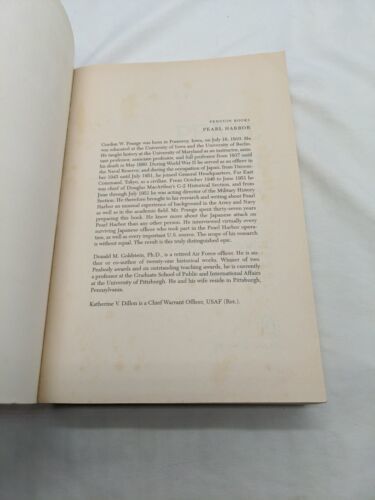 PENGUIN BOOKS
PEARL HARBOR
Gordon W. Prange was born in Pomeroy, Iowa, on July 16, 1910. He
was educated at the University of Iowa and the University of Berlin.
He taught history at the University of Maryland as an instructor, assis-
tant professor, associate professor, and full professor from 1937 until
his death in May 1980. During World War II he served as an officer in
the Naval Reserve; and during the occupation of Japan, from Decem-
ber 1945 until July 1951, he joined General Headquarters, Far East
Command, Tokyo, as a civilian. From October 1946 to June 1951 he
was chief of Douglas MacArthur's G-2 Historical Section, and from
June through July 1951 he was acting director of the Military History
Section. He therefore brought to his research and writing about Pearl
Harbor an unusual experience of background in the Army and Navy
as well as in the academic field. Mr. Prange spent thirty-seven years
preparing this book. He knew more about the Japanese attack on
Pearl Harbor than any other person. He interviewed virtually every
surviving Japanese officer who took part in the Pearl Harbor opera-
tion, as well as every important U.S. source. The scope of his research
is without equal. The result is this truly distinguished epic.
Donald M. Goldstein, Ph.D., is a retired Air Force officer. He is au-
thor or co-author of twenty-one historical works. Winner of two
Peabody awards and six outstanding teaching awards, he is currently
a professor at the Graduate School of Public and International Affairs
at the University of Pittsburgh. He and his wife reside in Pittsburgh,
Pennsylvania.
Katherine V. Dillon is a Chief Warrant Officer, USAF (Ret.).